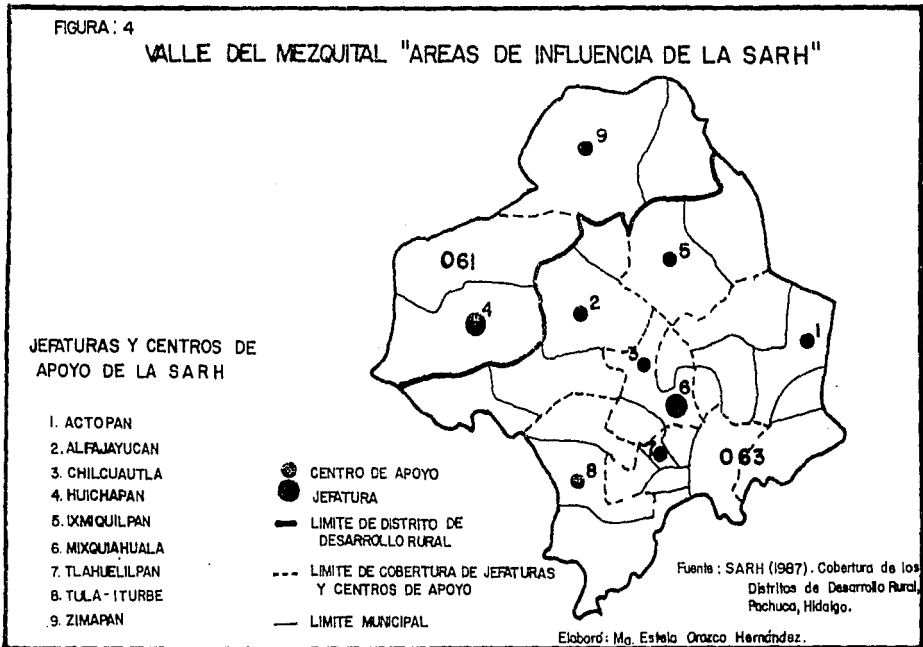 FIGURA: 4
VALLE DEL MEZQUITAL "AREAS DE INFLUENCIA DE LA SARH"
9
061
5
4
2
1
3
6
7
063
8
JEFATURAS Y CENTROS DE
APOYO DE LA SARH
1. ACTOPAN
2. ALFAJAYUCAN
3. CHILCUAUTLA
4. HUICHAPAN
5. IXMIQUILPAN
6. MIXQUIAHUALA
7. TLAHUELILPAN
8. TULA-ITURBE
9. ZIMAPAN
CENTRO DE APOYO
JEFATURA
LIMITE DE DISTRITO DE
DESARROLLO RURAL
LIMITE DE COBERTURA DE JEFATURAS
Y CENTROS DE APOYO
LIMITE MUNICIPAL
Fuente: SARH (1987). Cobertura de los
Distritos de Desarrollo Rural,
Pachuca, Hidalgo.
Elaboró: Ma. Estela Orozco Hernández.